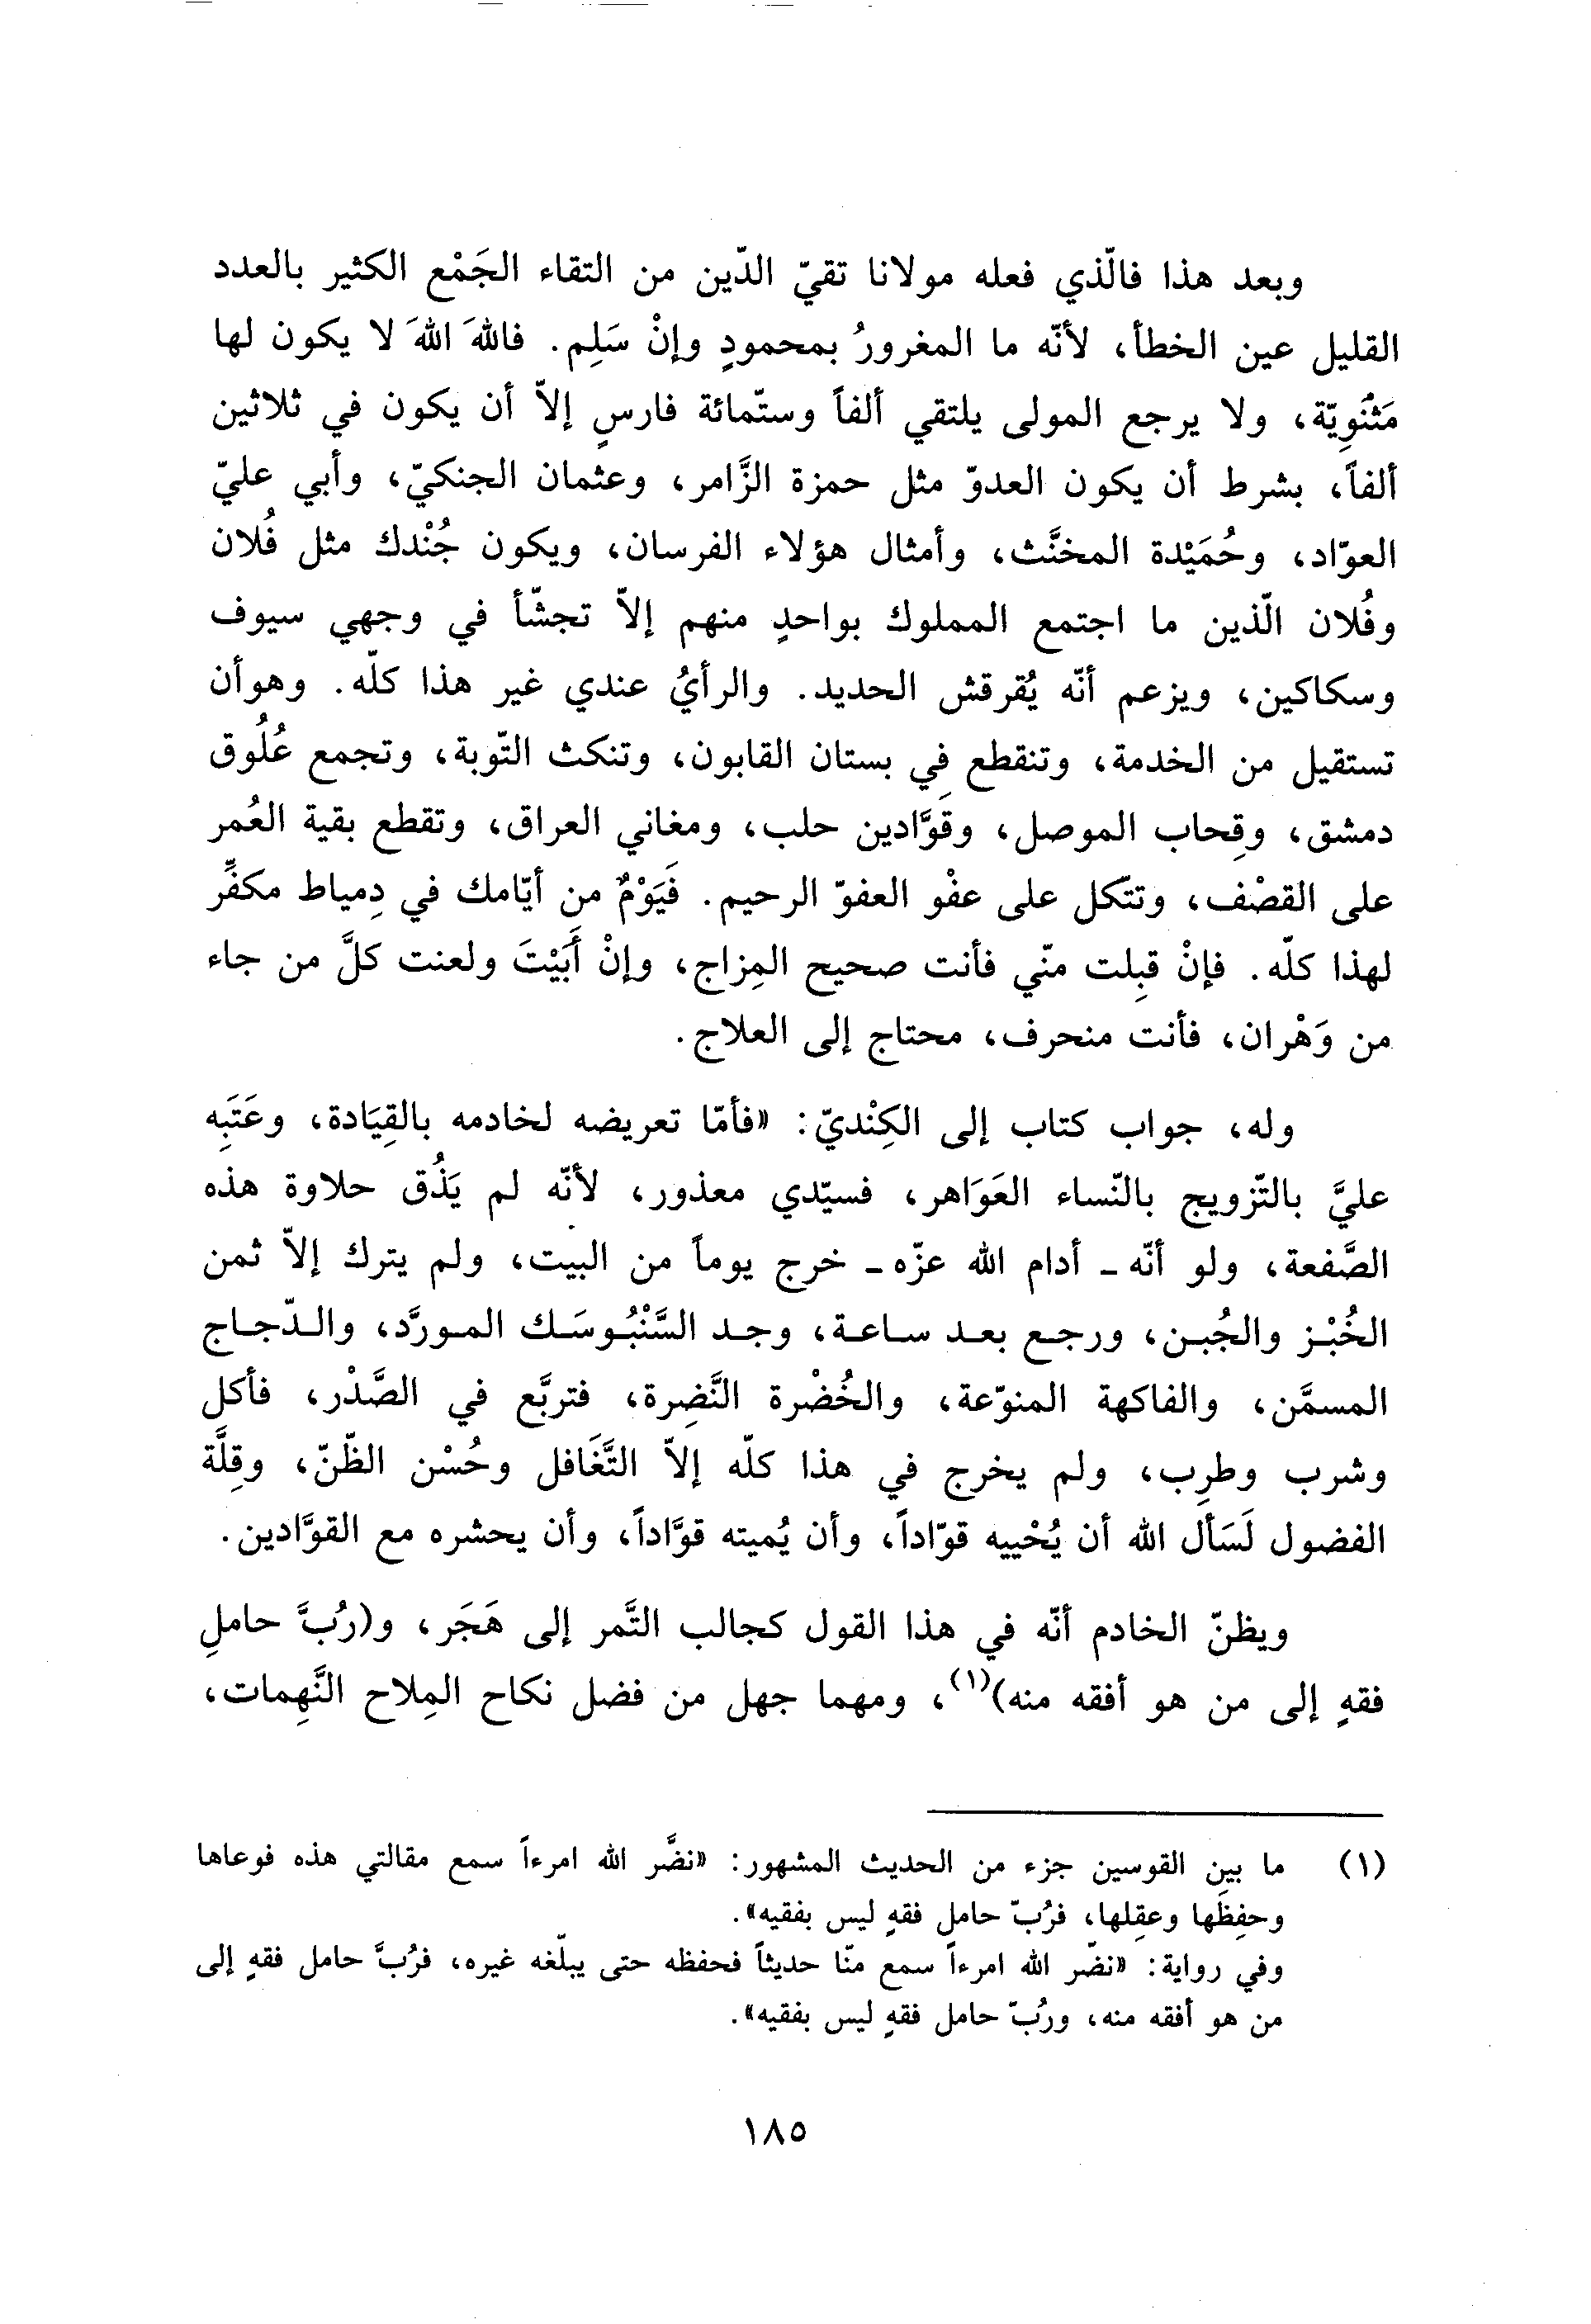 وبعد هذا فالّذي فعله مولانا تقيّ الدّين من التقاء الجَمْع الكثير بالعدد
القليل عين الخطأ، لأنّه ما المغرورُ بمحمودٍ وإنْ سَلِم. فاللهَ اللهَ لا يكون لها
مَثْنَوِيّة، ولا يرجع المولى يلتقي ألفاً وستّمائة فارسٍ إلاّ أن يكون في ثلاثين
ألفاً، بشرط أن يكون العدوّ مثل حمزة الزَّامر، وعثمان الجنكيّ، وأبي عليّ
العوّاد، وحُمَيْدة المخنَّث، وأمثال هؤلاء الفرسان، ويكون جُنْدك مثل فُلان
وفُلان الّذين ما اجتمع المملوك بواحدٍ منهم إلاّ تجشّأ في وجهي سيوف
وسكاكين، ويزعم أنّه يُقرقش الحديد. والرأيُ عندي غير هذا كلّه. وهوأن
تستقيل من الخدمة، وتنقطع في بستان القابون، وتنكث التّوبة، وتجمع عُلُوق
دمشق، وقِحاب الموصل، وقَوَّادين حلب، ومغاني العراق، وتقطع بقية العُمر
على القصْف، وتتّكل على عفْو العفوّ الرحيم. فَيَوْمٌ من أيّامك في دِمياط مكفِّر
لهذا كلّه. فإنْ قبِلت منّي فأنت صحيح المِزاج، وإنْ أَبَيْتَ ولعنت كلَّ من جاء
من وَهْران، فأنت منحرف، محتاج إلى العلاج.
وله، جواب كتاب إلى الكِنْديّ: «فأمّا تعريضه لخادمه بالقِيَادة، وعَتَبِه
عليَّ بالتّزويج بالنّساء العَوَاهر، فسيّدي معذور، لأنّه لم يَذُق حلاوة هذه
الصَّفعة، ولو أنّه - أدام الله عزّه - خرج يوماً من البيت، ولم يترك إلاّ ثمن
الخُبْز والجُبن، ورجع بعد ساعة، وجد السَّنْبُوسَك المورَّد، والدّجاج
المسمَّن، والفاكهة المنوّعة، والخُضْرة النَّضِرة، فتربَّع في الصَّدْر، فأكل
وشرب وطرِب، ولم يخرج في هذا كلّه إلاّ التَّغَافل وحُسْن الظّنّ، وقِلَّة
الفضول لَسَأل الله أن يُحْييه قوّاداً، وأن يُميته قوَّاداً، وأن يحشره مع القوَّادين.
ويظنّ الخادم أنّه في هذا القول كجالب التَّمر إلى هَجَر، و(رُبَّ حاملِ
فقهٍ إلى من هو أفقه منه)(١)، ومهما جهل من فضل نكاح المِلاح النَّهِمات،
(١) ما بين القوسين جزء من الحديث المشهور: «نضَّر الله امرءاً سمع مقالتي هذه فوعاها
وحفِظَها وعقِلها، فرُبّ حاملِ فقهٍ ليس بفقيه».
وفي رواية: «نضّر الله امرءاً سمع منّا حديثاً فحفظه حتى يبلّغه غيره، فرُبَّ حامل فقهٍ إلى
من هو أفقه منه، ورُبّ حامل فقهٍ ليس بفقيه».
١٨٥